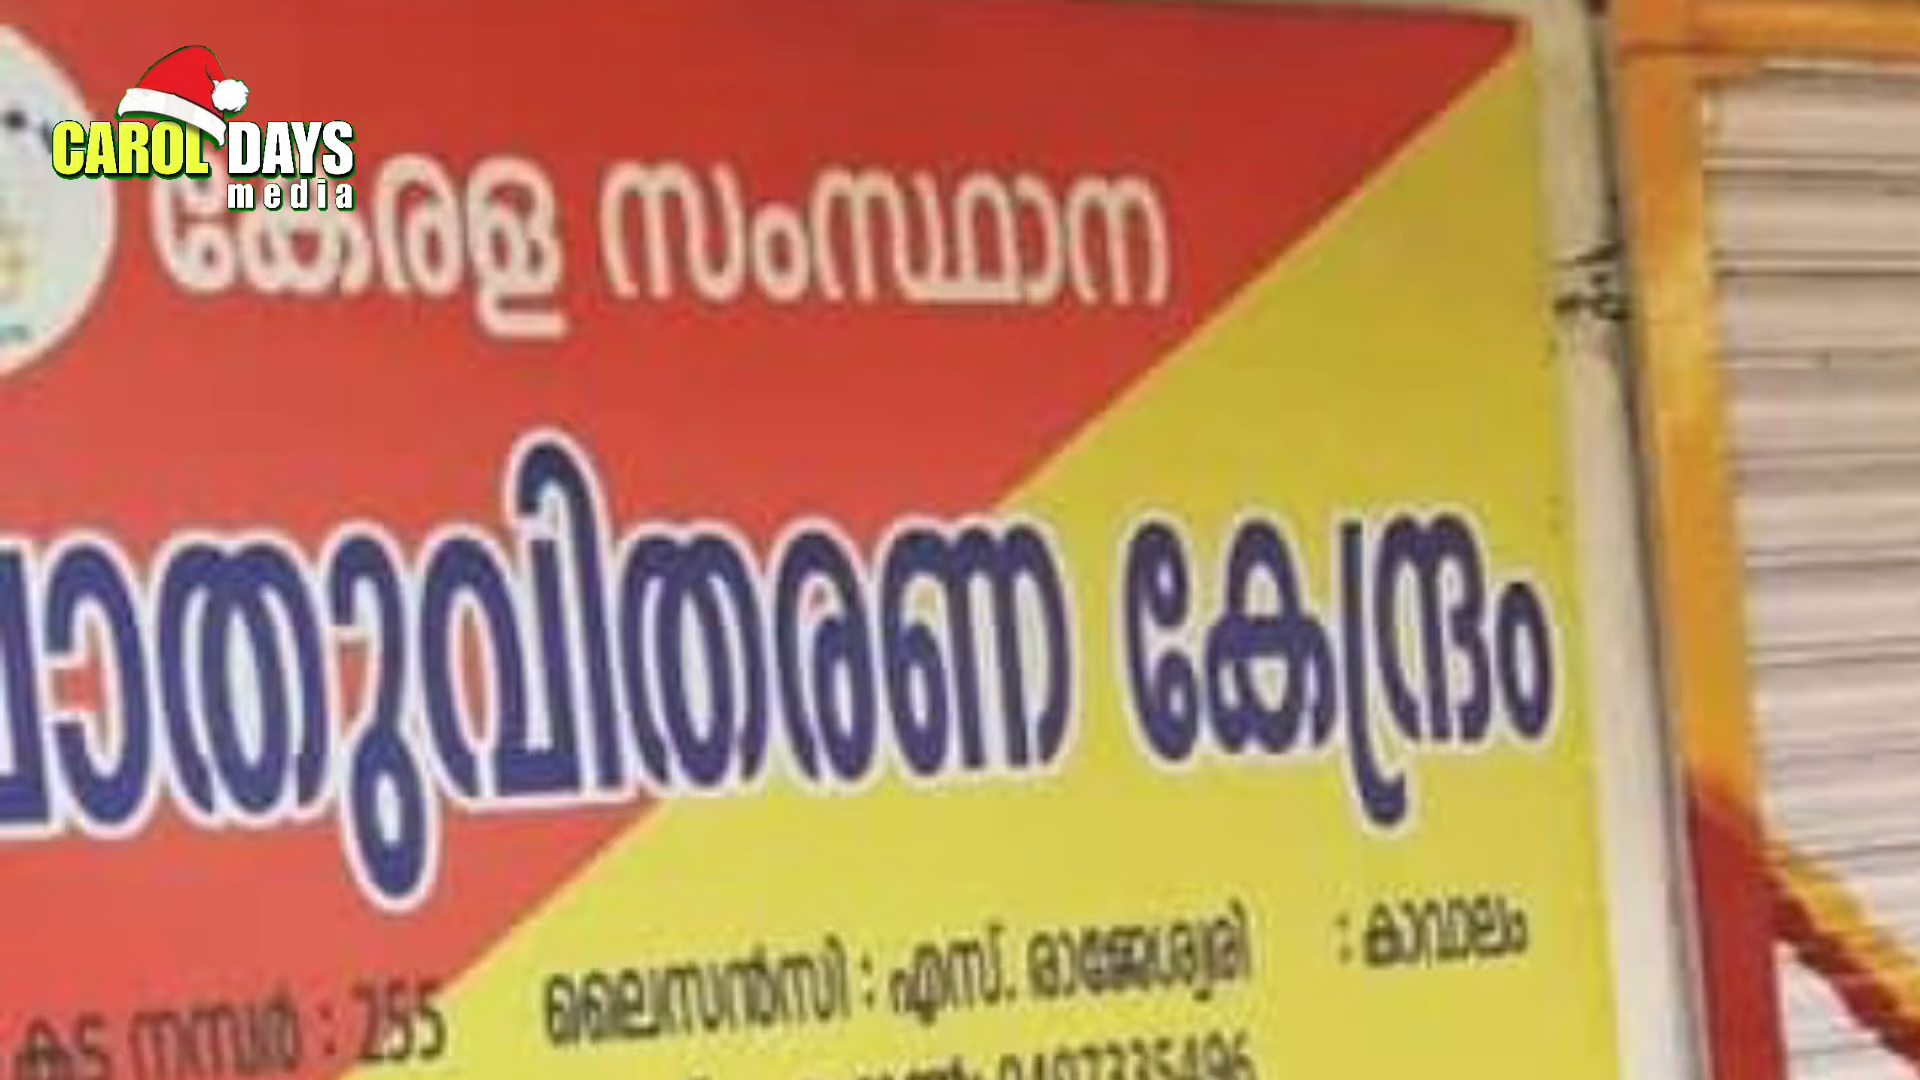 CAROL DAYS
media
കേരള സംസ്ഥാന
പൊതുവിതരണ കേന്ദ്രം
കട നമ്പർ : 255 ലൈസൻസി : എസ്. രാജേശ്വരി : കാവാലം